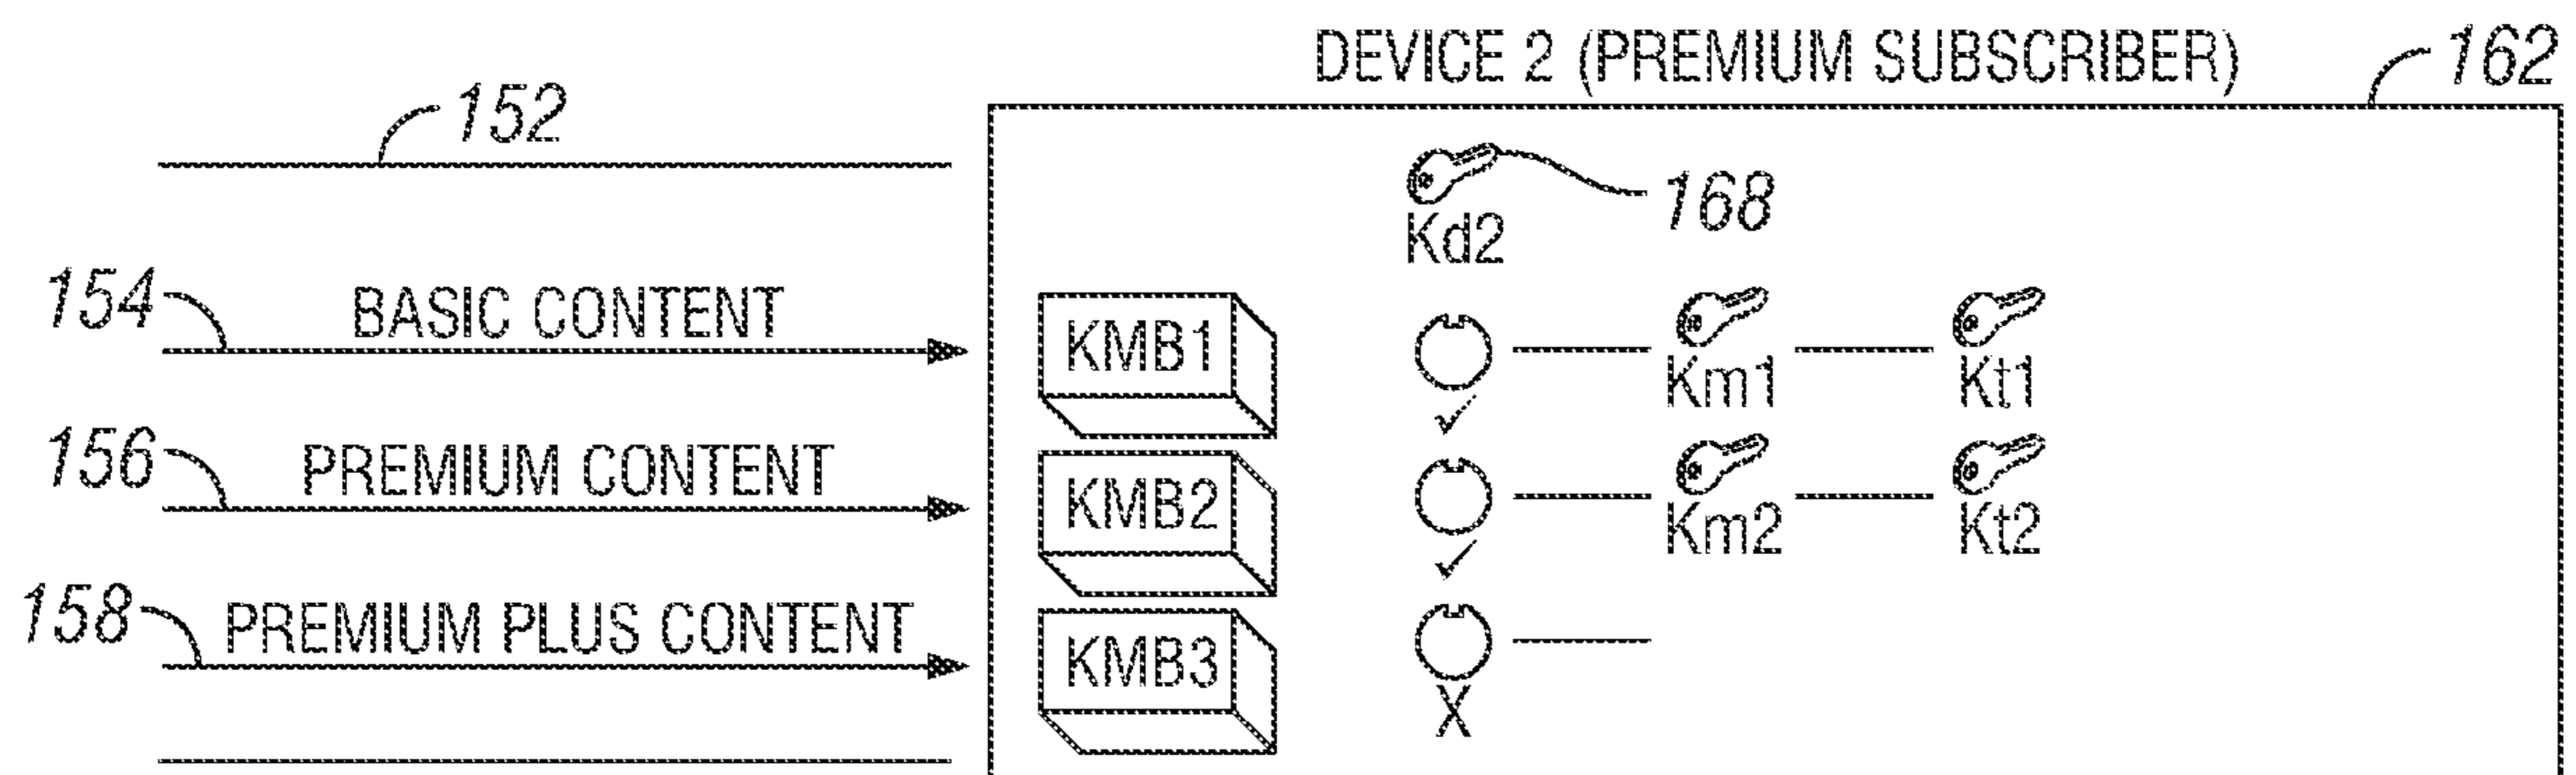 DEVICE 2 (PREMIUM SUBSCRIBER)
162
152
168
Kd2
154
BASIC CONTENT
KMB1
Km1
Kt1
156
PREMIUM CONTENT
KMB2
Km2
Kt2
158
PREMIUM PLUS CONTENT
KMB3
X